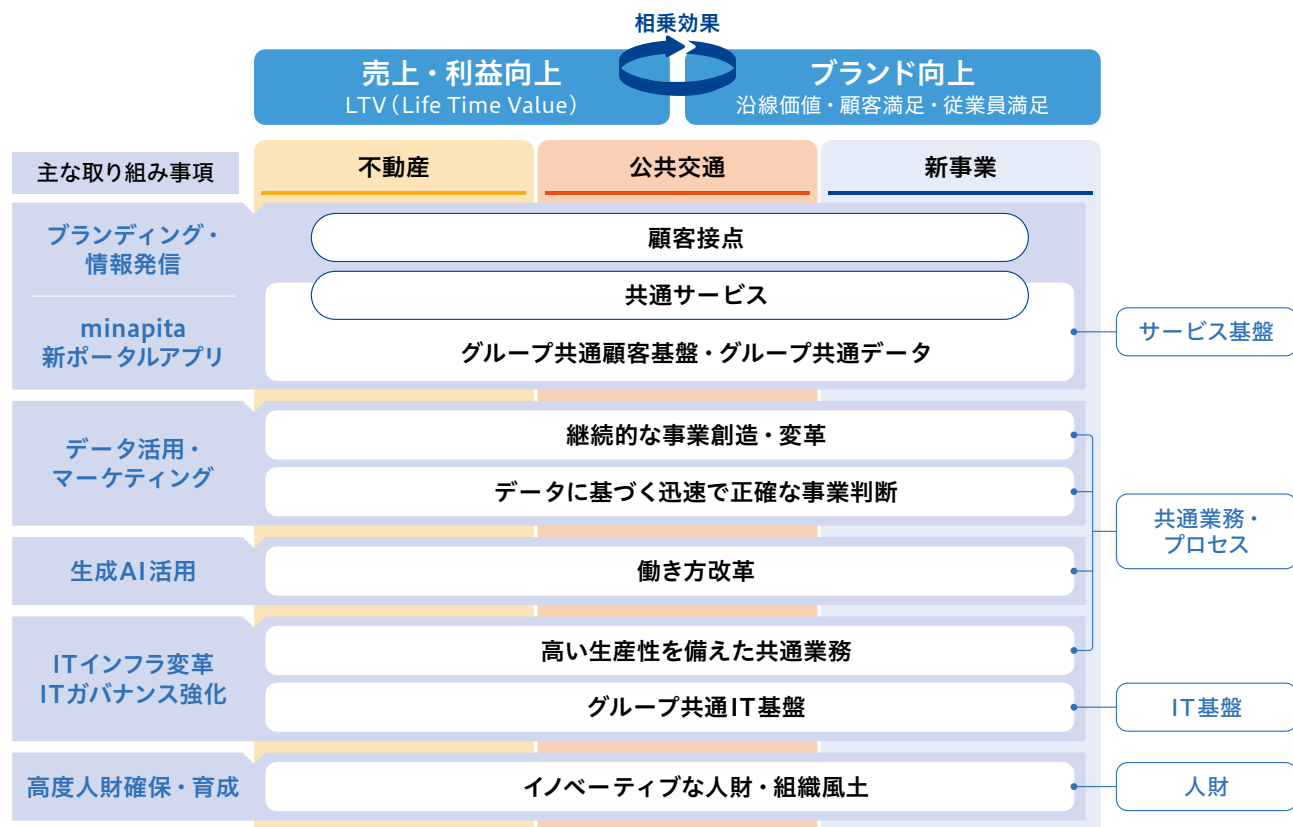 相乗効果
売上・利益向上
LTV(Life Time Value)
ブランド向上
沿線価値・顧客満足・従業員満足
主な取り組み事項
不動産
公共交通
新事業
ブランディング・
情報発信
顧客接点
minapita
新ポータルアプリ
共通サービス
グループ共通顧客基盤・グループ共通データ
サービス基盤
データ活用・
マーケティング
継続的な事業創造・変革
データに基づく迅速で正確な事業判断
共通業務・
プロセス
生成AI活用
働き方改革
ITインフラ変革
ITガバナンス強化
高い生産性を備えた共通業務
グループ共通IT基盤
IT基盤
高度人財確保・育成
イノベーティブな人財・組織風土
人財